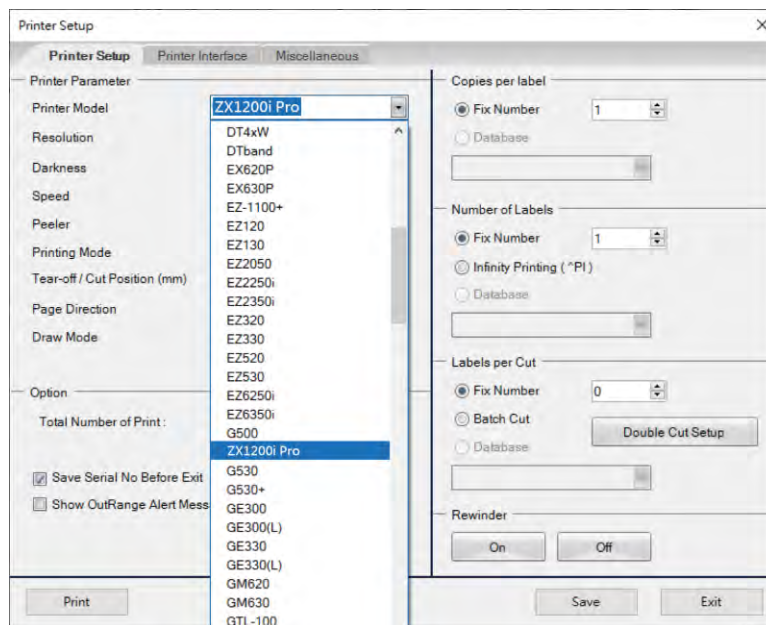 Printer Setup
Printer Setup
Printer Interface
Miscellaneous
Printer Parameter
Printer Model
ZX1200i Pro
Resolution
Darkness
Speed
Peeler
Printing Mode
Tear-off / Cut Position (mm)
Page Direction
Draw Mode
DT4xW
DTband
EX620P
EX630P
EZ-1100+
EZ120
EZ130
EZ2050
EZ2250i
EZ2350i
EZ320
EZ330
EZ520
EZ530
EZ6250i
EZ6350i
G500
ZX1200i Pro
G530
G530+
GE300
GE300(L)
GE330
GE330(L)
GM620
GM630
GTL-100
Option
Total Number of Print :
Save Serial No Before Exit
Show OutRange Alert Mess
Copies per label
Fix Number
1
Database
Number of Labels
Fix Number
1
Infinity Printing ( ^PI )
Database
Labels per Cut
Fix Number
0
Batch Cut
Double Cut Setup
Database
Rewinder
On
Off
Print
Save
Exit